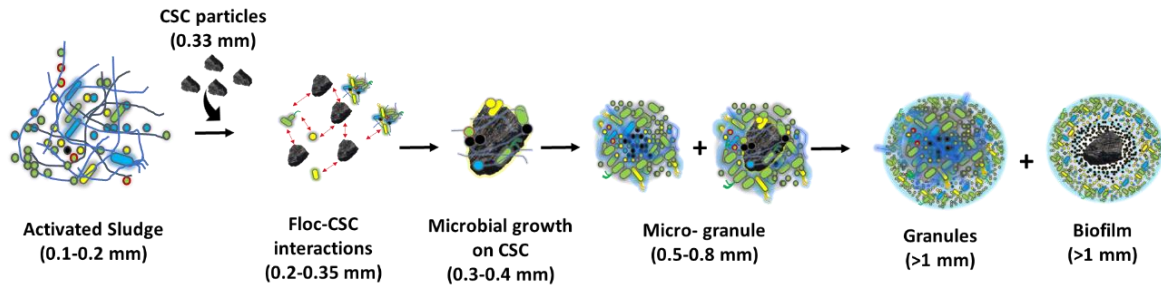 CSC particles
(0.33 mm)
Activated Sludge
(0.1-0.2 mm)
Floc-CSC
interactions
(0.2-0.35 mm)
Microbial growth
on CSC
(0.3-0.4 mm)
+
Micro- granule
(0.5-0.8 mm)
+
Granules
(>1 mm)
Biofilm
(>1 mm)